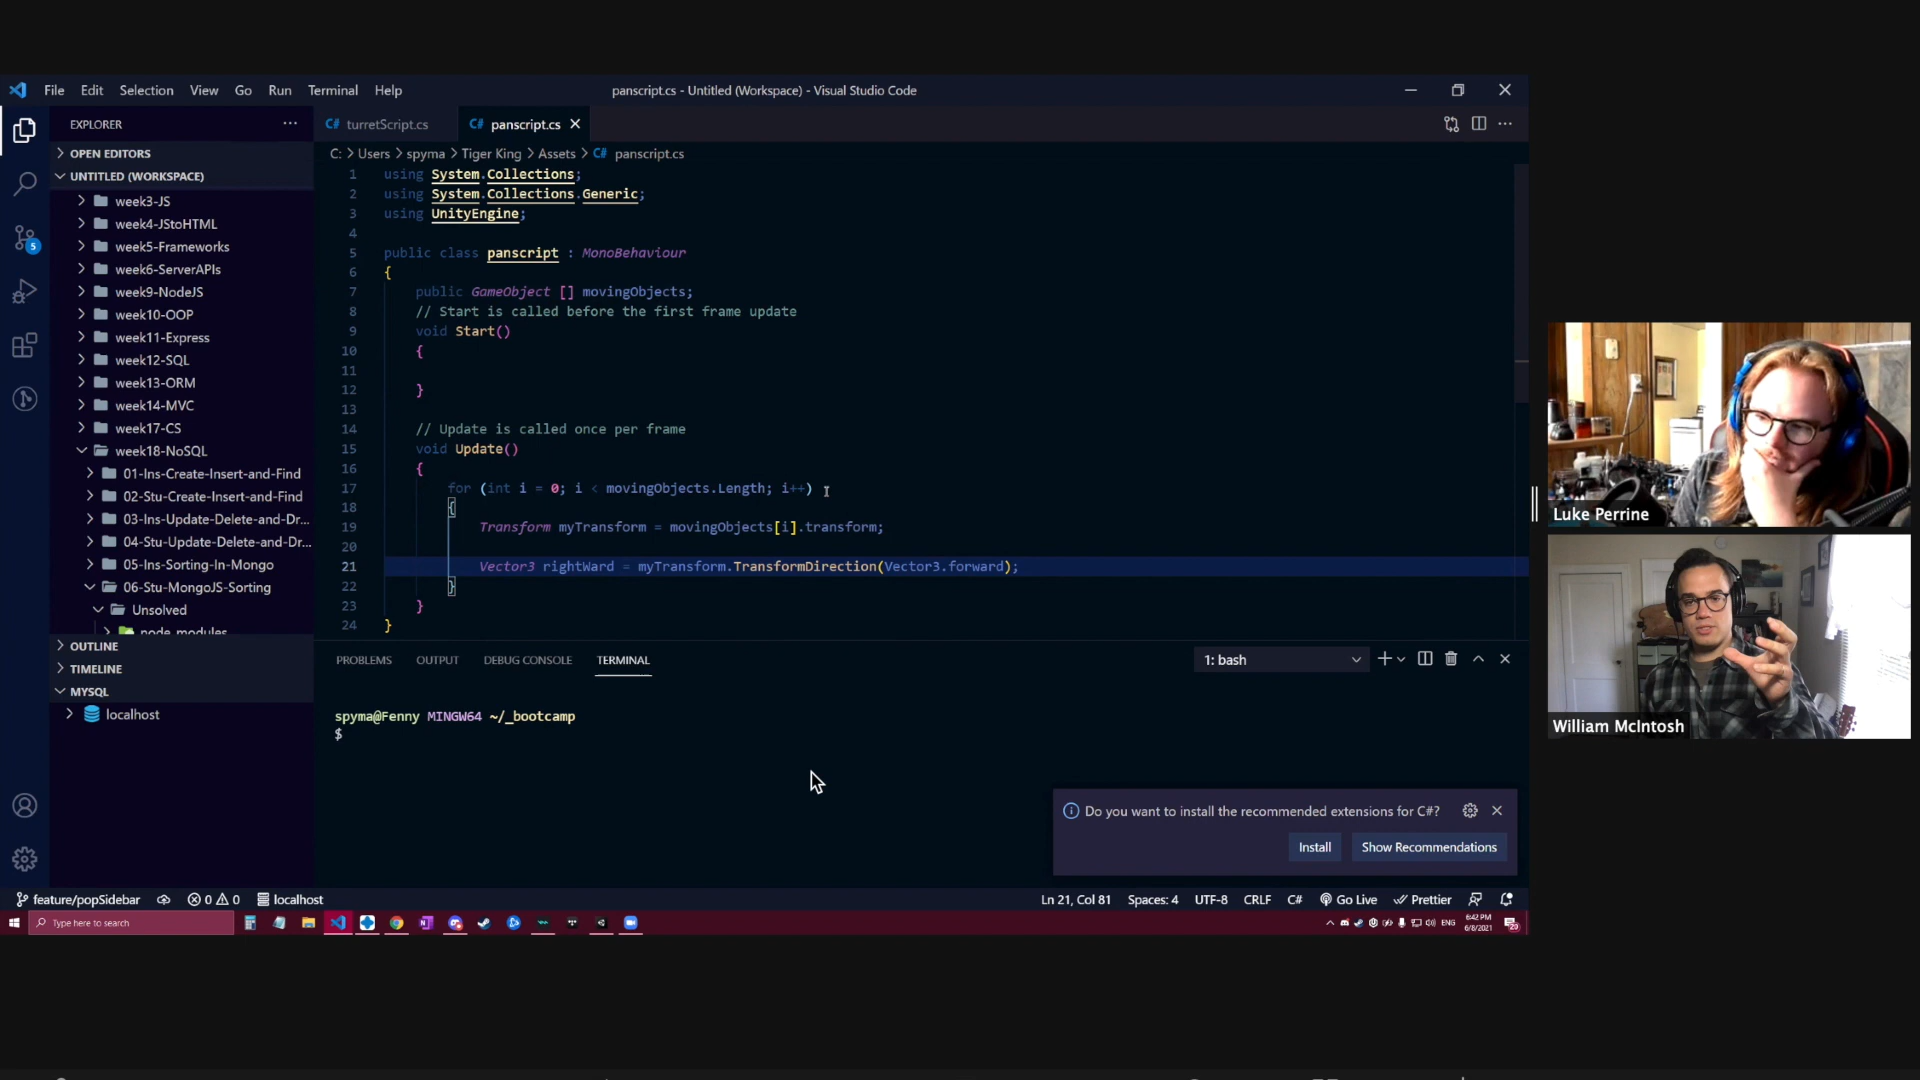 File Edit Selection View Go Run Terminal Help
panscript.cs - Untitled (Workspace) - Visual Studio Code
EXPLORER
OPEN EDITORS
UNTITLED (WORKSPACE)
week3-JS
week4-JStoHTML
week5-Frameworks
week6-ServerAPIs
week9-NodeJS
week10-OOP
week11-Express
week12-SQL
week13-ORM
week14-MVC
week17-CS
week18-NoSQL
01-Ins-Create-Insert-and-Find
02-Stu-Create-Insert-and-Find
03-Ins-Update-Delete-and-Dr...
04-Stu-Update-Delete-and-Dr...
05-Ins-Sorting-In-Mongo
06-Stu-MongoJS-Sorting
Unsolved
node_modules
OUTLINE
TIMELINE
MYSQL
localhost
5
C# turretScript.cs C# panscript.cs
C: > Users > spyma > Tiger King > Assets > C# panscript.cs
1 using System.Collections;
2 using System.Collections.Generic;
3 using UnityEngine;
4
5 public class panscript : MonoBehaviour
6 {
7 public GameObject [] movingObjects;
8 // Start is called before the first frame update
9 void Start()
10 {
11
12 }
13
14 // Update is called once per frame
15 void Update()
16 {
17 for (int i = 0; i < movingObjects.Length; i++)
18 {
19 Transform myTransform = movingObjects[i].transform;
20
21 Vector3 rightWard = myTransform.TransformDirection(Vector3.forward);
22 }
23 }
24 }
PROBLEMS OUTPUT DEBUG CONSOLE TERMINAL
1: bash
spyma@Fenny MINGW64 ~/_bootcamp
$
Do you want to install the recommended extensions for C#?
Install Show Recommendations
feature/popSidebar 0 0 localhost
Ln 21, Col 81 Spaces: 4 UTF-8 CRLF C# Go Live Prettier
Type here to search
ENG
6:42 PM
6/8/2021
Luke Perrine
William McIntosh